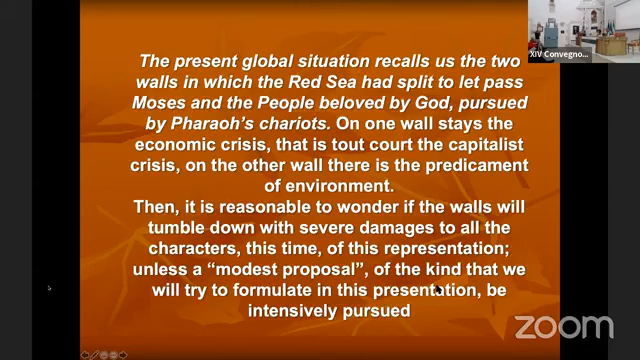 The present global situation recalls us the two
walls in which the Red Sea had split to let pass
Moses and the People beloved by God, pursued
by Pharaoh's chariots. On one wall stays the
economic crisis, that is tout court the capitalist
crisis, on the other wall there is the predicament
of environment.
Then, it is reasonable to wonder if the walls will
tumble down with severe damages to all the
characters, this time, of this representation;
unless a “modest proposal”, of the kind that we
will try to formulate in this presentation, be
intensively pursued
XIV Convegno...
zoom